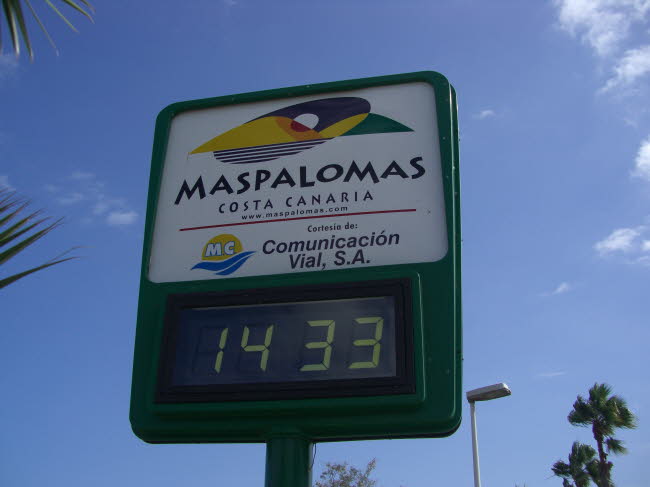 MASPALOMAS
COSTA CANARIA
www.maspalomas.com
Cortesía de:
MC
Comunicación
Vial, S.A.
14 33